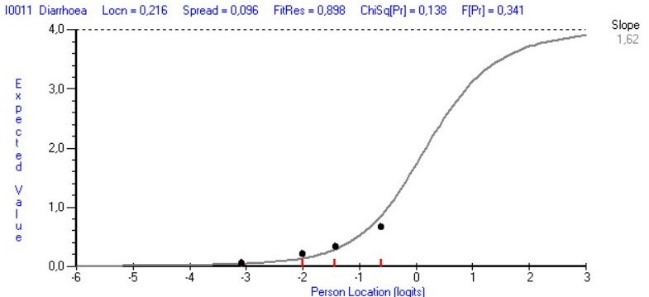 I0011 Diarrhoea Locn = 0,216 Spread = 0,096 FitRes = 0,898 ChiSq[Pr] = 0,138 F[Pr] = 0,341
Slope
1,62
Expected Value
4,0
3,0
2,0
1,0
0,0
-6 -5 -4 -3 -2 -1 0 1 2 3
Person Location (logits)